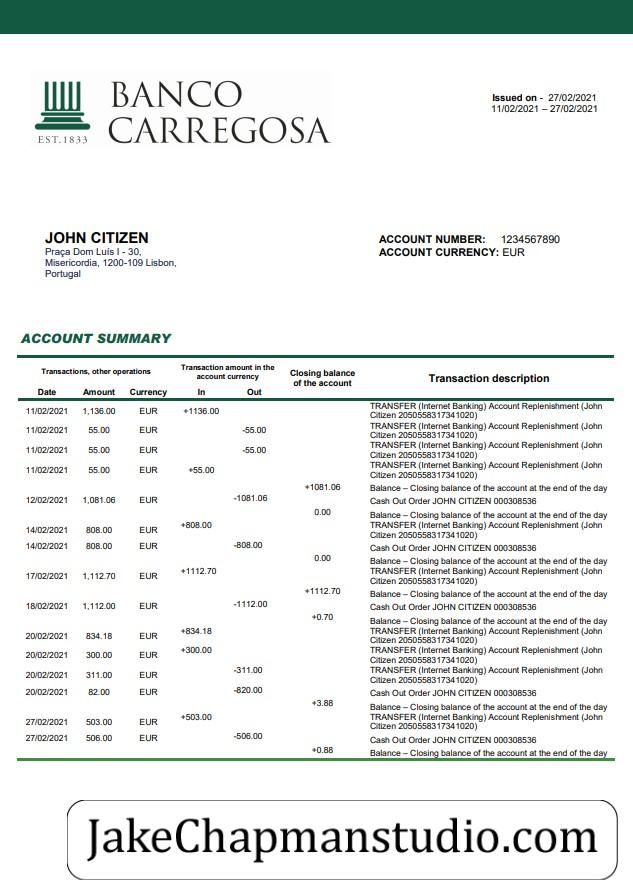 BANCO
CARREGOSA
EST.1833
Issued on - 27/02/2021
11/02/2021 – 27/02/2021
JOHN CITIZEN
Praça Dom Luís I - 30,
Misericordia, 1200-109 Lisbon,
Portugal
ACCOUNT NUMBER: 1234567890
ACCOUNT CURRENCY: EUR
ACCOUNT SUMMARY
Transactions, other operations
Transaction amount in the
account currency
Closing balance
of the account
Transaction description
Date Amount Currency In Out
11/02/2021 1,136.00 EUR +1136.00 TRANSFER (Internet Banking) Account Replenishment (John
Citizen 2050558317341020)
11/02/2021 55.00 EUR -55.00 TRANSFER (Internet Banking) Account Replenishment (John
Citizen 2050558317341020)
11/02/2021 55.00 EUR -55.00 TRANSFER (Internet Banking) Account Replenishment (John
Citizen 2050558317341020)
11/02/2021 55.00 EUR +55.00 TRANSFER (Internet Banking) Account Replenishment (John
Citizen 2050558317341020)
+1081.06 Balance – Closing balance of the account at the end of the day
12/02/2021 1,081.06 EUR -1081.06 Cash Out Order JOHN CITIZEN 000308536
0.00 Balance – Closing balance of the account at the end of the day
14/02/2021 808.00 EUR +808.00 TRANSFER (Internet Banking) Account Replenishment (John
Citizen 2050558317341020)
14/02/2021 808.00 EUR -808.00 Cash Out Order JOHN CITIZEN 000308536
0.00 Balance – Closing balance of the account at the end of the day
17/02/2021 1,112.70 EUR +1112.70 TRANSFER (Internet Banking) Account Replenishment (John
Citizen 2050558317341020)
+1112.70 Balance – Closing balance of the account at the end of the day
18/02/2021 1,112.00 EUR -1112.00 Cash Out Order JOHN CITIZEN 000308536
+0.70 Balance – Closing balance of the account at the end of the day
20/02/2021 834.18 EUR +834.18 TRANSFER (Internet Banking) Account Replenishment (John
Citizen 2050558317341020)
20/02/2021 300.00 EUR +300.00 TRANSFER (Internet Banking) Account Replenishment (John
Citizen 2050558317341020)
20/02/2021 311.00 EUR -311.00 TRANSFER (Internet Banking) Account Replenishment (John
Citizen 2050558317341020)
20/02/2021 82.00 EUR -820.00 Cash Out Order JOHN CITIZEN 000308536
+3.88 Balance – Closing balance of the account at the end of the day
27/02/2021 503.00 EUR +503.00 TRANSFER (Internet Banking) Account Replenishment (John
Citizen 2050558317341020)
27/02/2021 506.00 EUR -506.00 Cash Out Order JOHN CITIZEN 000308536
+0.88 Balance – Closing balance of the account at the end of the day
JakeChapmanstudio.com